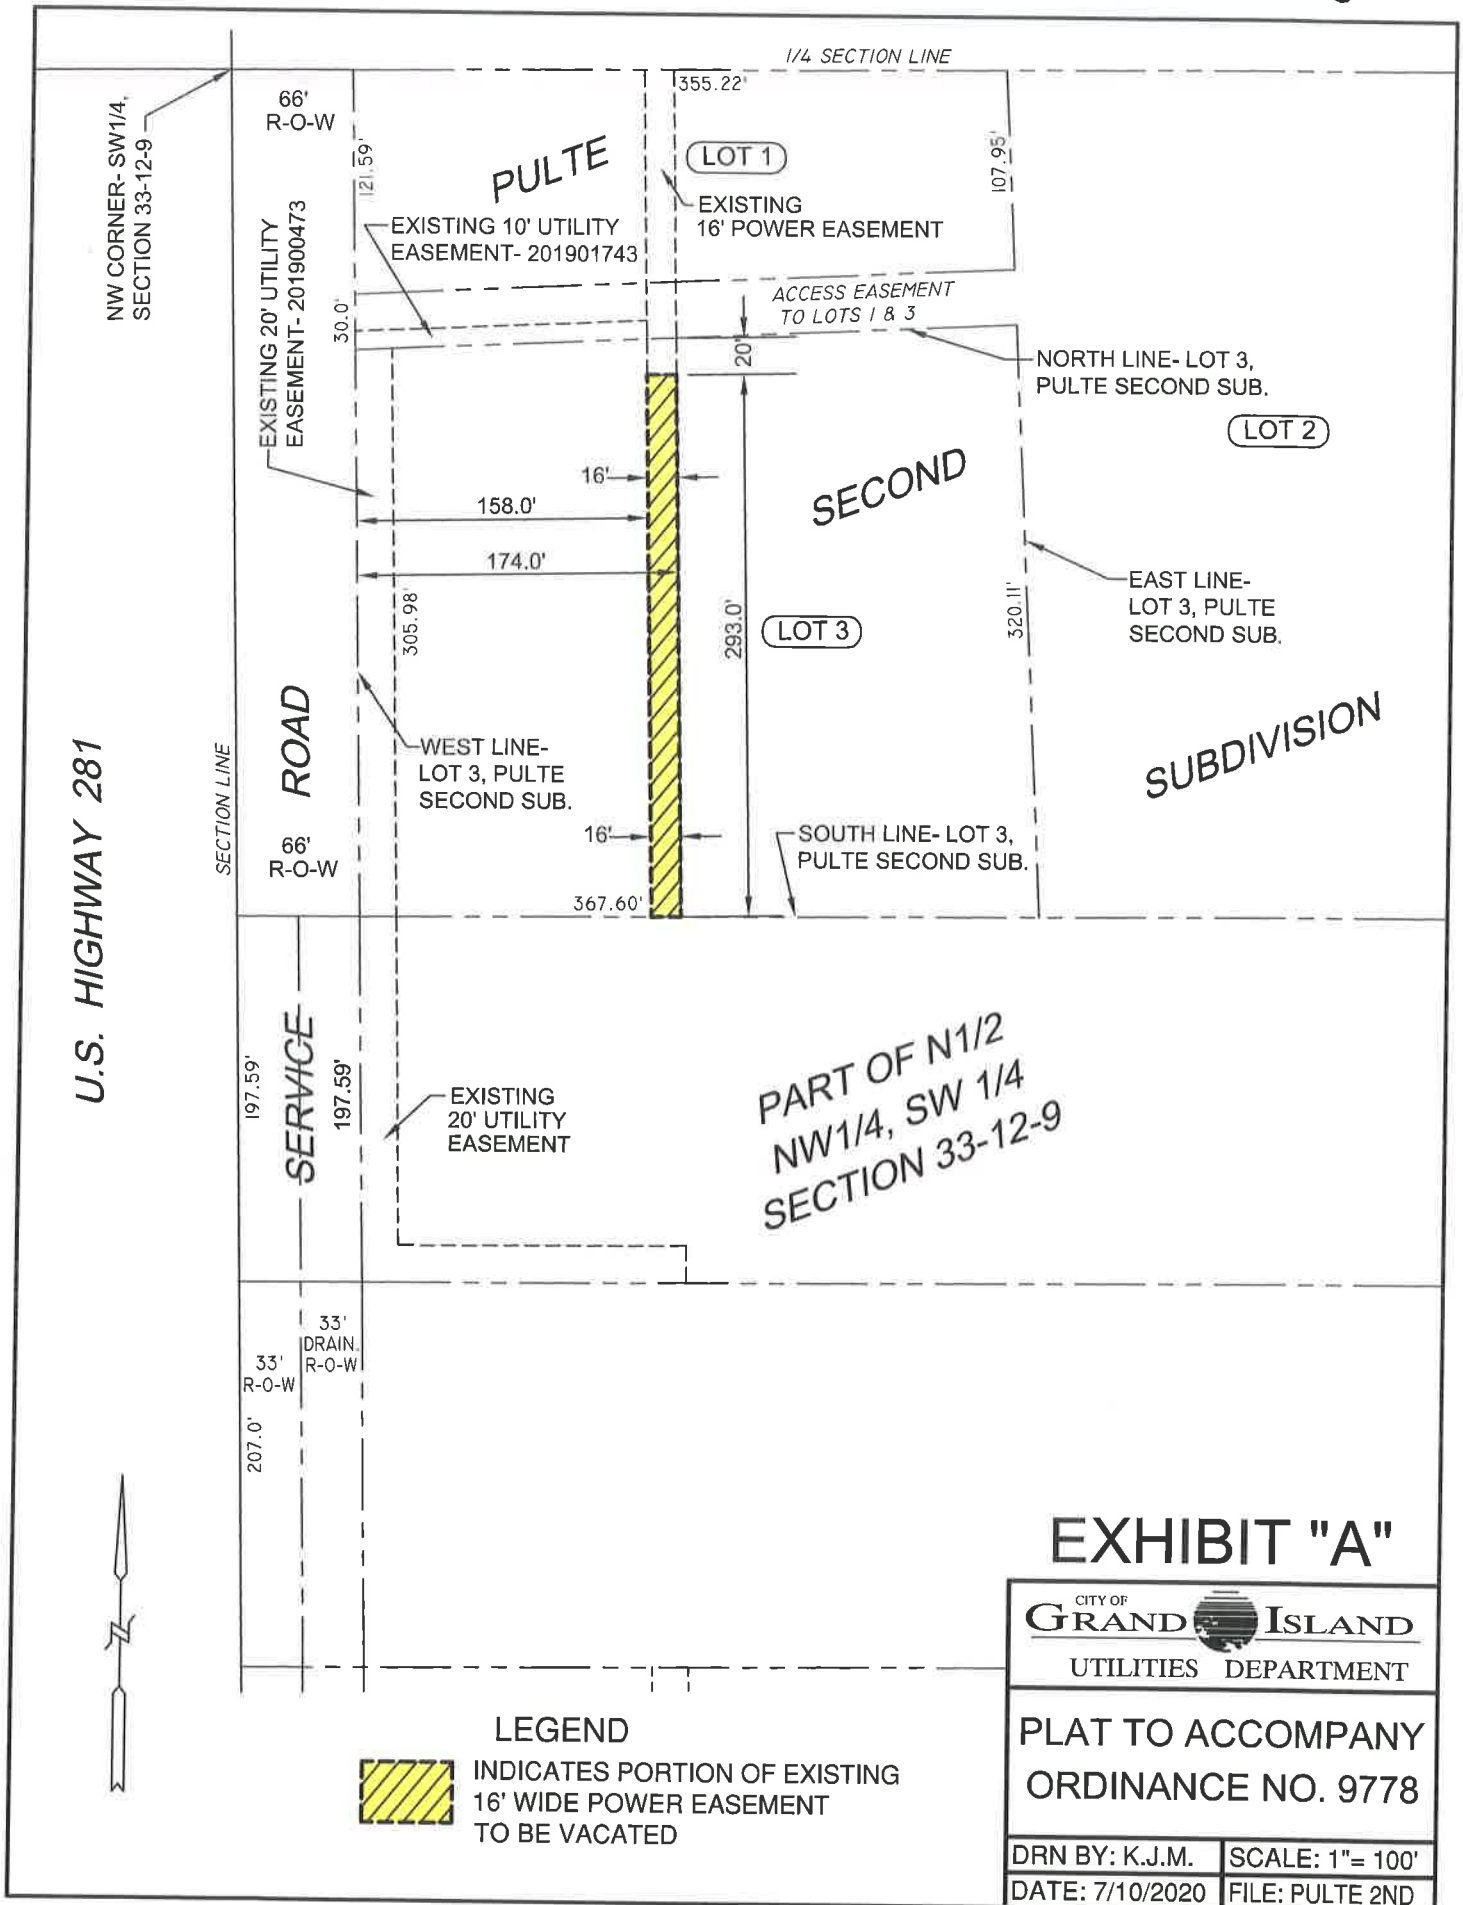 1/4 SECTION LINE
NW CORNER- SW1/4,
SECTION 33-12-9
66'
R-O-W
121.59'
PULTE
355.22'
LOT 1
107.95'
EXISTING
16' POWER EASEMENT
EXISTING 10' UTILITY
EASEMENT- 201901743
EXISTING 20' UTILITY
EASEMENT- 201900473
30.0'
ACCESS EASEMENT
TO LOTS 1 & 3
20'
NORTH LINE- LOT 3,
PULTE SECOND SUB.
LOT 2
16'
SECOND
158.0'
174.0'
305.98'
293.0'
LOT 3
320.11'
EAST LINE-
LOT 3, PULTE
SECOND SUB.
SUBDIVISION
WEST LINE-
LOT 3, PULTE
SECOND SUB.
U.S. HIGHWAY 281
SECTION LINE
ROAD
66'
R-O-W
16'
SOUTH LINE- LOT 3,
PULTE SECOND SUB.
367.60'
197.59'
SERVICE
197.59'
EXISTING
20' UTILITY
EASEMENT
PART OF N1/2
NW1/4, SW 1/4
SECTION 33-12-9
33'
DRAIN.
R-O-W
33'
R-O-W
207.0'
N
EXHIBIT "A"
CITY OF
GRAND ISLAND
UTILITIES DEPARTMENT
PLAT TO ACCOMPANY
ORDINANCE NO. 9778
DRN BY: K.J.M.
SCALE: 1"= 100'
DATE: 7/10/2020
FILE: PULTE 2ND
LEGEND
INDICATES PORTION OF EXISTING
16' WIDE POWER EASEMENT
TO BE VACATED